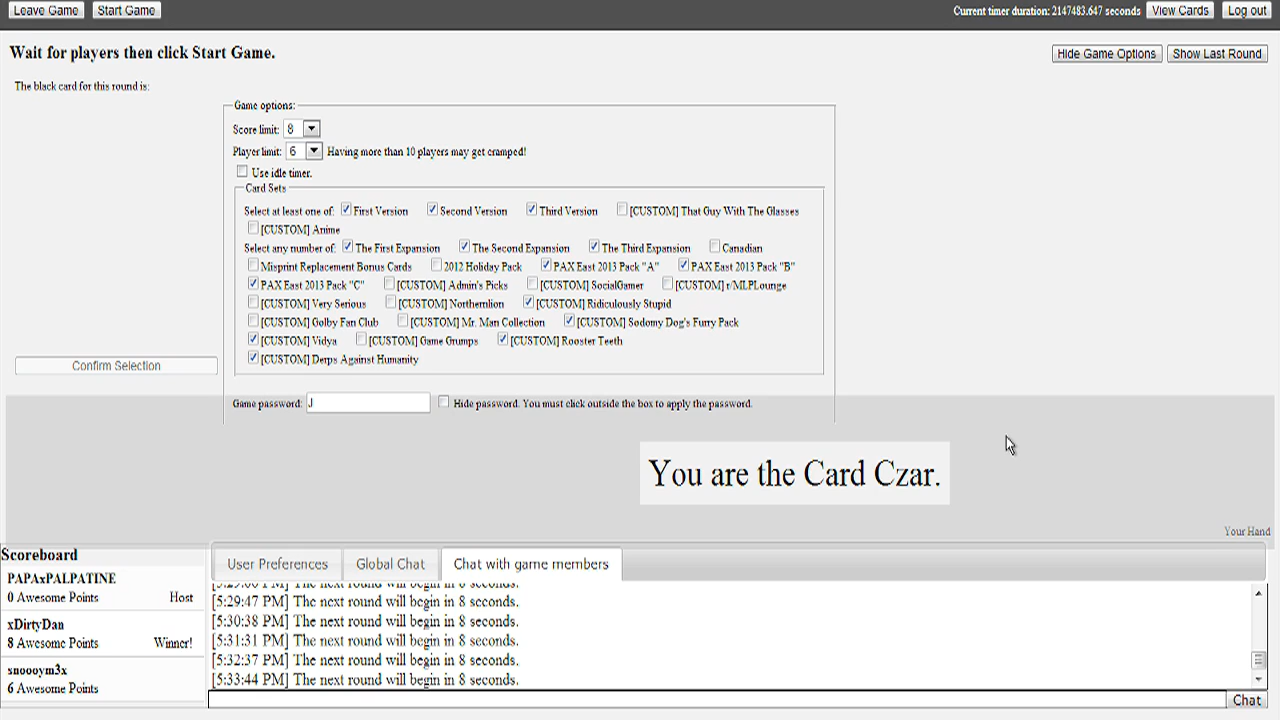 Leave Game Start Game Current timer duration: 2147483.647 seconds View Cards Log out
Wait for players then click Start Game. Hide Game Options Show Last Round
The black card for this round is:
Game options:
Score limit: 8
Player limit: 6 Having more than 10 players may get cramped!
Use idle timer.
Card Sets
Select at least one of: First Version Second Version Third Version [CUSTOM] That Guy With The Glasses
[CUSTOM] Anime
Select any number of: The First Expansion The Second Expansion The Third Expansion Canadian
Misprint Replacement Bonus Cards 2012 Holiday Pack PAX East 2013 Pack "A" PAX East 2013 Pack "B"
PAX East 2013 Pack "C" [CUSTOM] Admin's Picks [CUSTOM] SocialGamer [CUSTOM] r/MLPLounge
[CUSTOM] Very Serious [CUSTOM] Northernlion [CUSTOM] Ridiculously Stupid
[CUSTOM] Golby Fan Club [CUSTOM] Mr. Man Collection [CUSTOM] Sodomy Dog's Furry Pack
[CUSTOM] Vidya [CUSTOM] Game Grumps [CUSTOM] Rooster Teeth
[CUSTOM] Derps Against Humanity
Confirm Selection
Game password: J Hide password. You must click outside the box to apply the password.
You are the Card Czar.
Your Hand
Scoreboard
User Preferences Global Chat Chat with game members
PAPAxPALPATINE
0 Awesome Points Host
xDirtyDan
8 Awesome Points Winner!
snoooym3x
6 Awesome Points
The next round will begin in 8 seconds.
[5:29:47 PM] The next round will begin in 8 seconds.
[5:30:38 PM] The next round will begin in 8 seconds.
[5:31:31 PM] The next round will begin in 8 seconds.
[5:32:37 PM] The next round will begin in 8 seconds.
[5:33:44 PM] The next round will begin in 8 seconds.
Chat